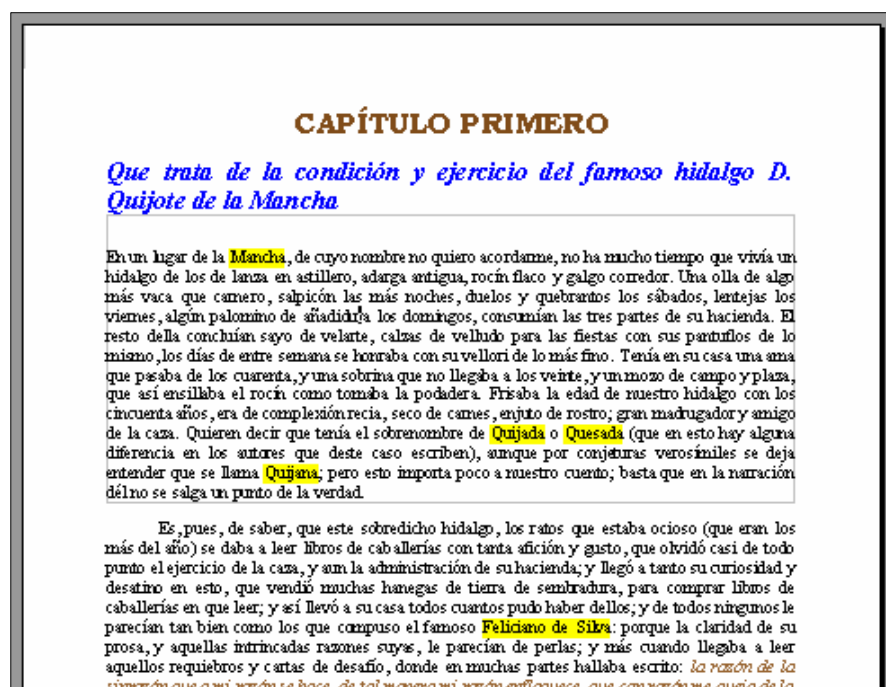 CAPÍTULO PRIMERO
Que trata de la condición y ejercicio del famoso hidalgo D.
Quijote de la Mancha
En un lugar de la Mancha, de cuyo nombre no quiero acordarme, no ha mucho tiempo que vivía un
hidalgo de los de lanza en astillero, adarga antigua, rocín flaco y galgo corredor. Una olla de algo
más vaca que carnero, salpicón las más noches, duelos y quebrantos los sábados, lentejas los
viernes, algún palomino de añadidura los domingos, consumían las tres partes de su hacienda. El
resto della concluían sayo de velarte, calzas de velludo para las fiestas con sus pantuflos de lo
mismo, los días de entre semana se honraba con su vellori de lo más fino. Tenía en su casa una ama
que pasaba de los cuarenta, y una sobrina que no llegaba a los veinte, y un mozo de campo y plaza,
que así ensillaba el rocín como tomaba la podadera. Frisaba la edad de nuestro hidalgo con los
cincuenta años, era de complexión recia, seco de carnes, enjuto de rostro; gran madrugador y amigo
de la caza. Quieren decir que tenía el sobrenombre de Quijada o Quesada (que en esto hay alguna
diferencia en los autores que deste caso escriben), aunque por conjeturas verosímiles se deja
entender que se llama Quijana; pero esto importa poco a nuestro cuento; basta que en la narración
dél no se salga un punto de la verdad.
Es, pues, de saber, que este sobredicho hidalgo, los ratos que estaba ocioso (que eran los
más del año) se daba a leer libros de caballerías con tanta afición y gusto, que olvidó casi de todo
punto el ejercicio de la caza, y aun la administración de su hacienda; y llegó a tanto su curiosidad y
desatino en esto, que vendió muchas hanegas de tierra de sembradura, para comprar libros de
caballerías en que leer; y así llevó a su casa todos cuantos pudo haber dellos; y de todos ningunos le
parecían tan bien como los que compuso el famoso Feliciano de Silva: porque la claridad de su
prosa, y aquellas intrincadas razones suyas, le parecían de perlas; y más cuando llegaba a leer
aquellos requiebros y cartas de desafío, donde en muchas partes hallaba escrito: la razón de la